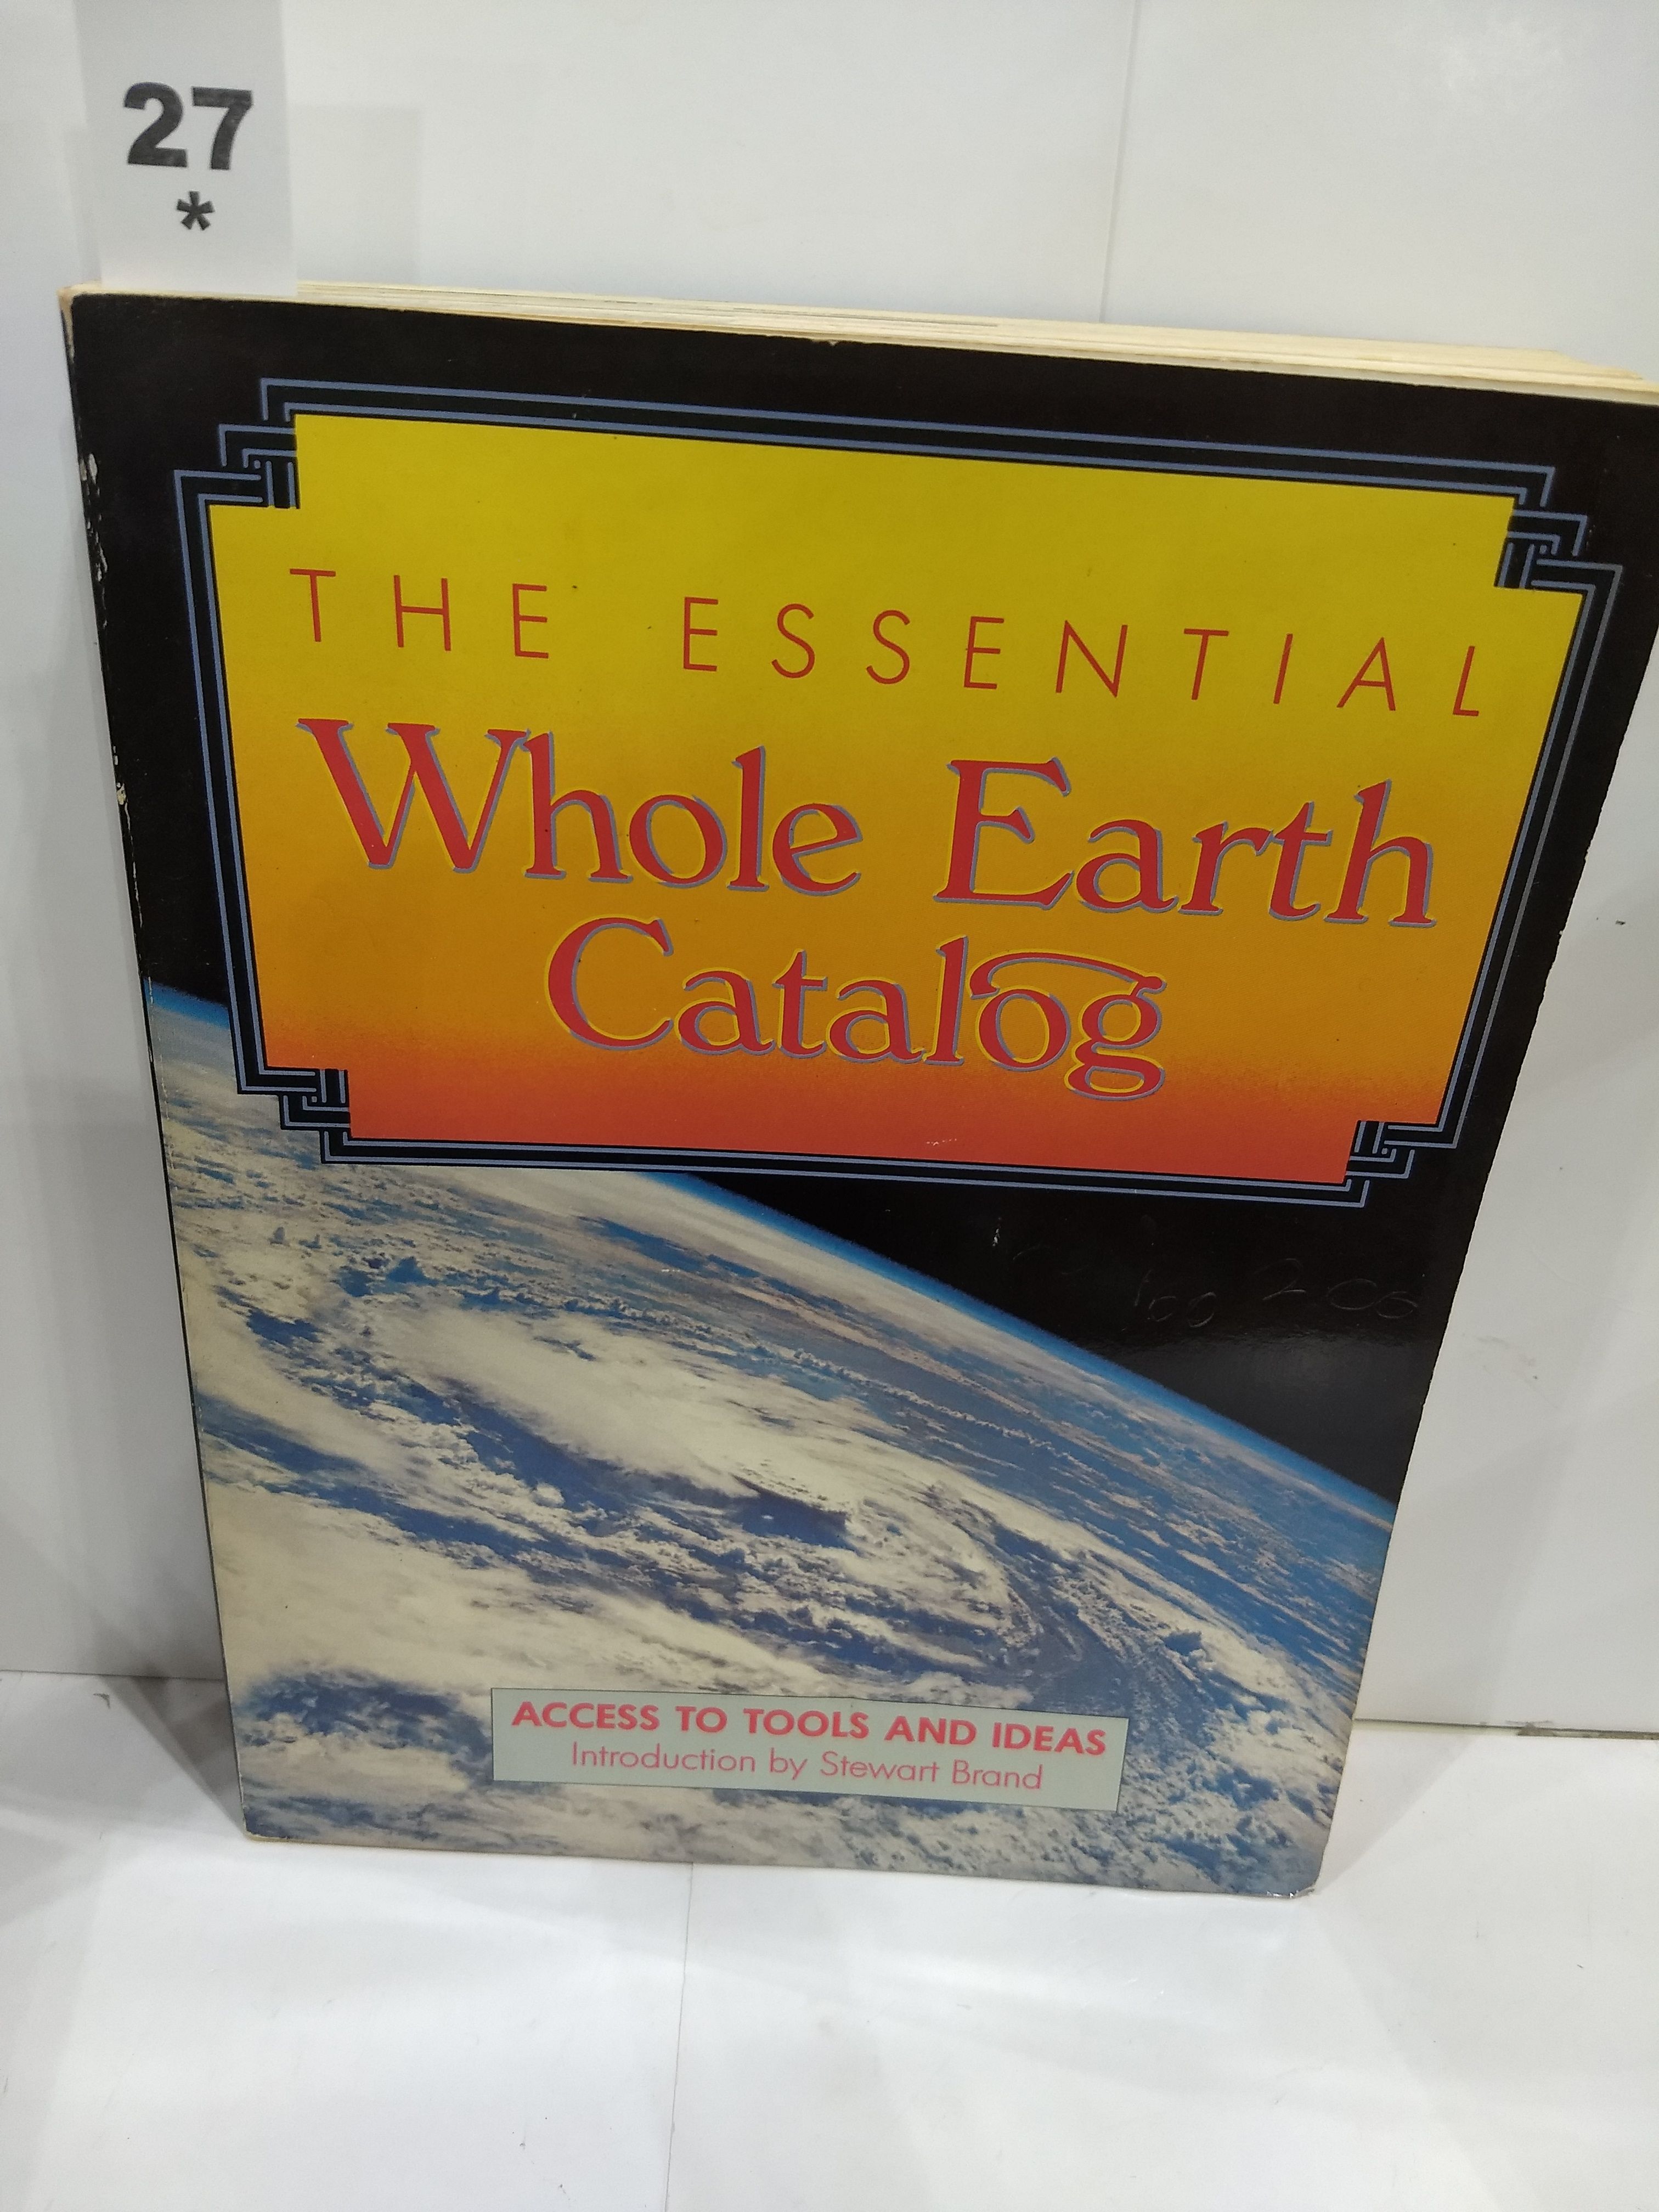 27
*
THE ESSENTIAL
Whole Earth
Catalog
ACCESS TO TOOLS AND IDEAS
Introduction by Stewart Brand